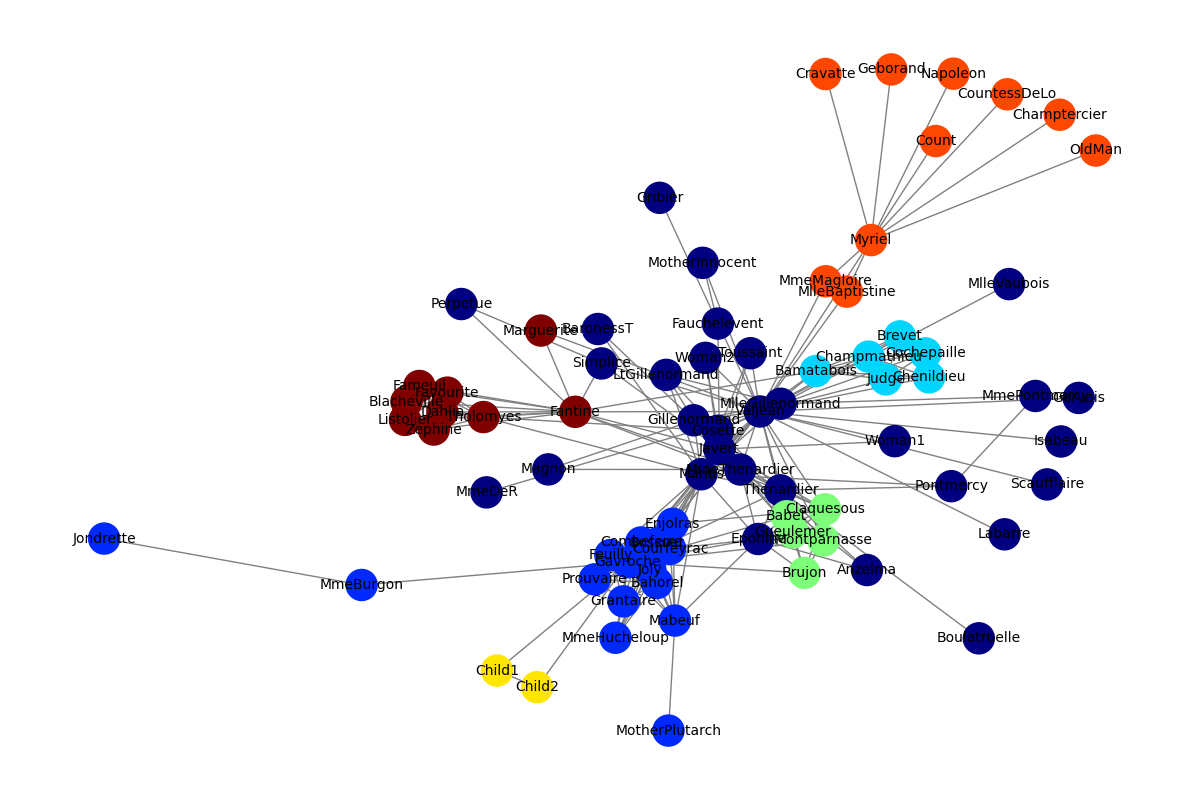 Cravatte
Geborand
Napoleon
CountessDeLo
Champtercier
Count
OldMan
Gribier
Myriel
MotherInnocent
MmeMagloire
MlleBaptistine
MlleVaubois
Perpetue
Marguerite
BaronessT
Fauchelevent
Brevet
Woman2
Toussaint
Champmathieu
Cochepaille
Simplice
LtGillenormand
Bamatabois
Judge
Chenildieu
Fameuil
Favourite
Blacheville
Dahlia
Listolier
Zephine
Tholomyes
Fantine
Gillenormand
MlleGillenormand
Valjean
MmePontmercy
Gervais
Cosette
Javert
Woman1
Isabeau
Magnon
Marius
MmeThenardier
MmeDeR
Thenardier
Pontmercy
Scaufflaire
Claquesous
Babet
Enjolras
Gueulemer
Montparnasse
Labarre
Jondrette
Combeferre
Bossuet
Courfeyrac
Eponine
Feuilly
Gavroche
Joly
Brujon
Anzelma
MmeBurgon
Prouvaire
Bahorel
Grantaire
Mabeuf
MmeHucheloup
Boulatruelle
Child1
Child2
MotherPlutarch